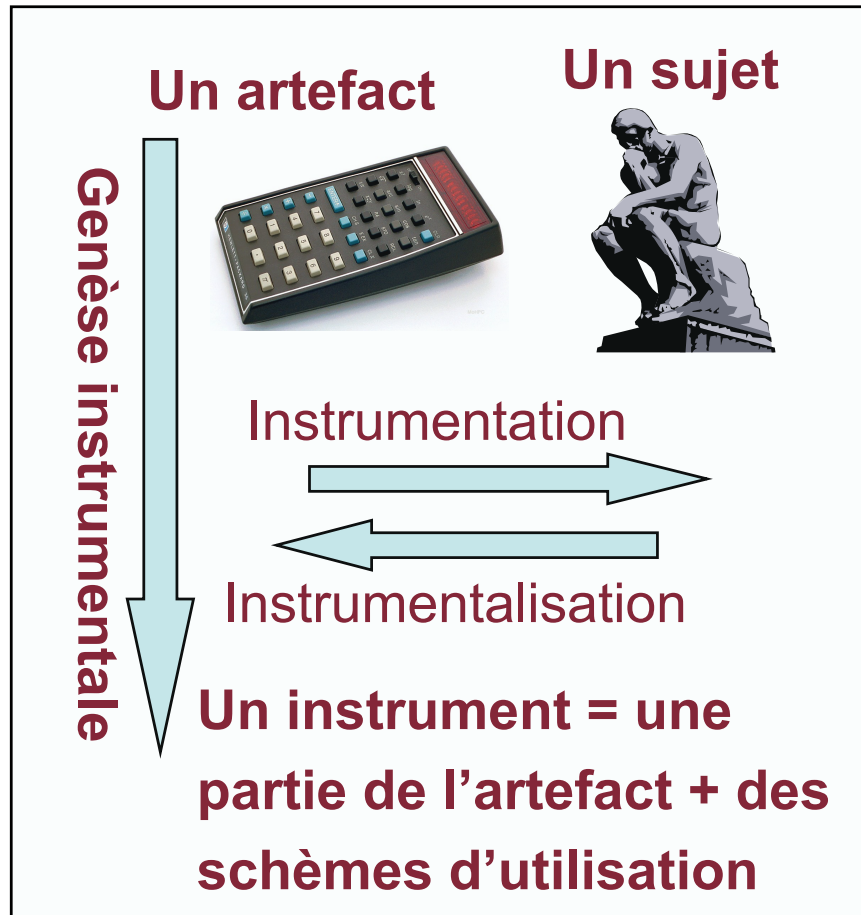 Un artefact
Un sujet
Genèse instrumentale
Instrumentation
Instrumentalisation
Un instrument = une
partie de l’artefact + des
schèmes d’utilisation